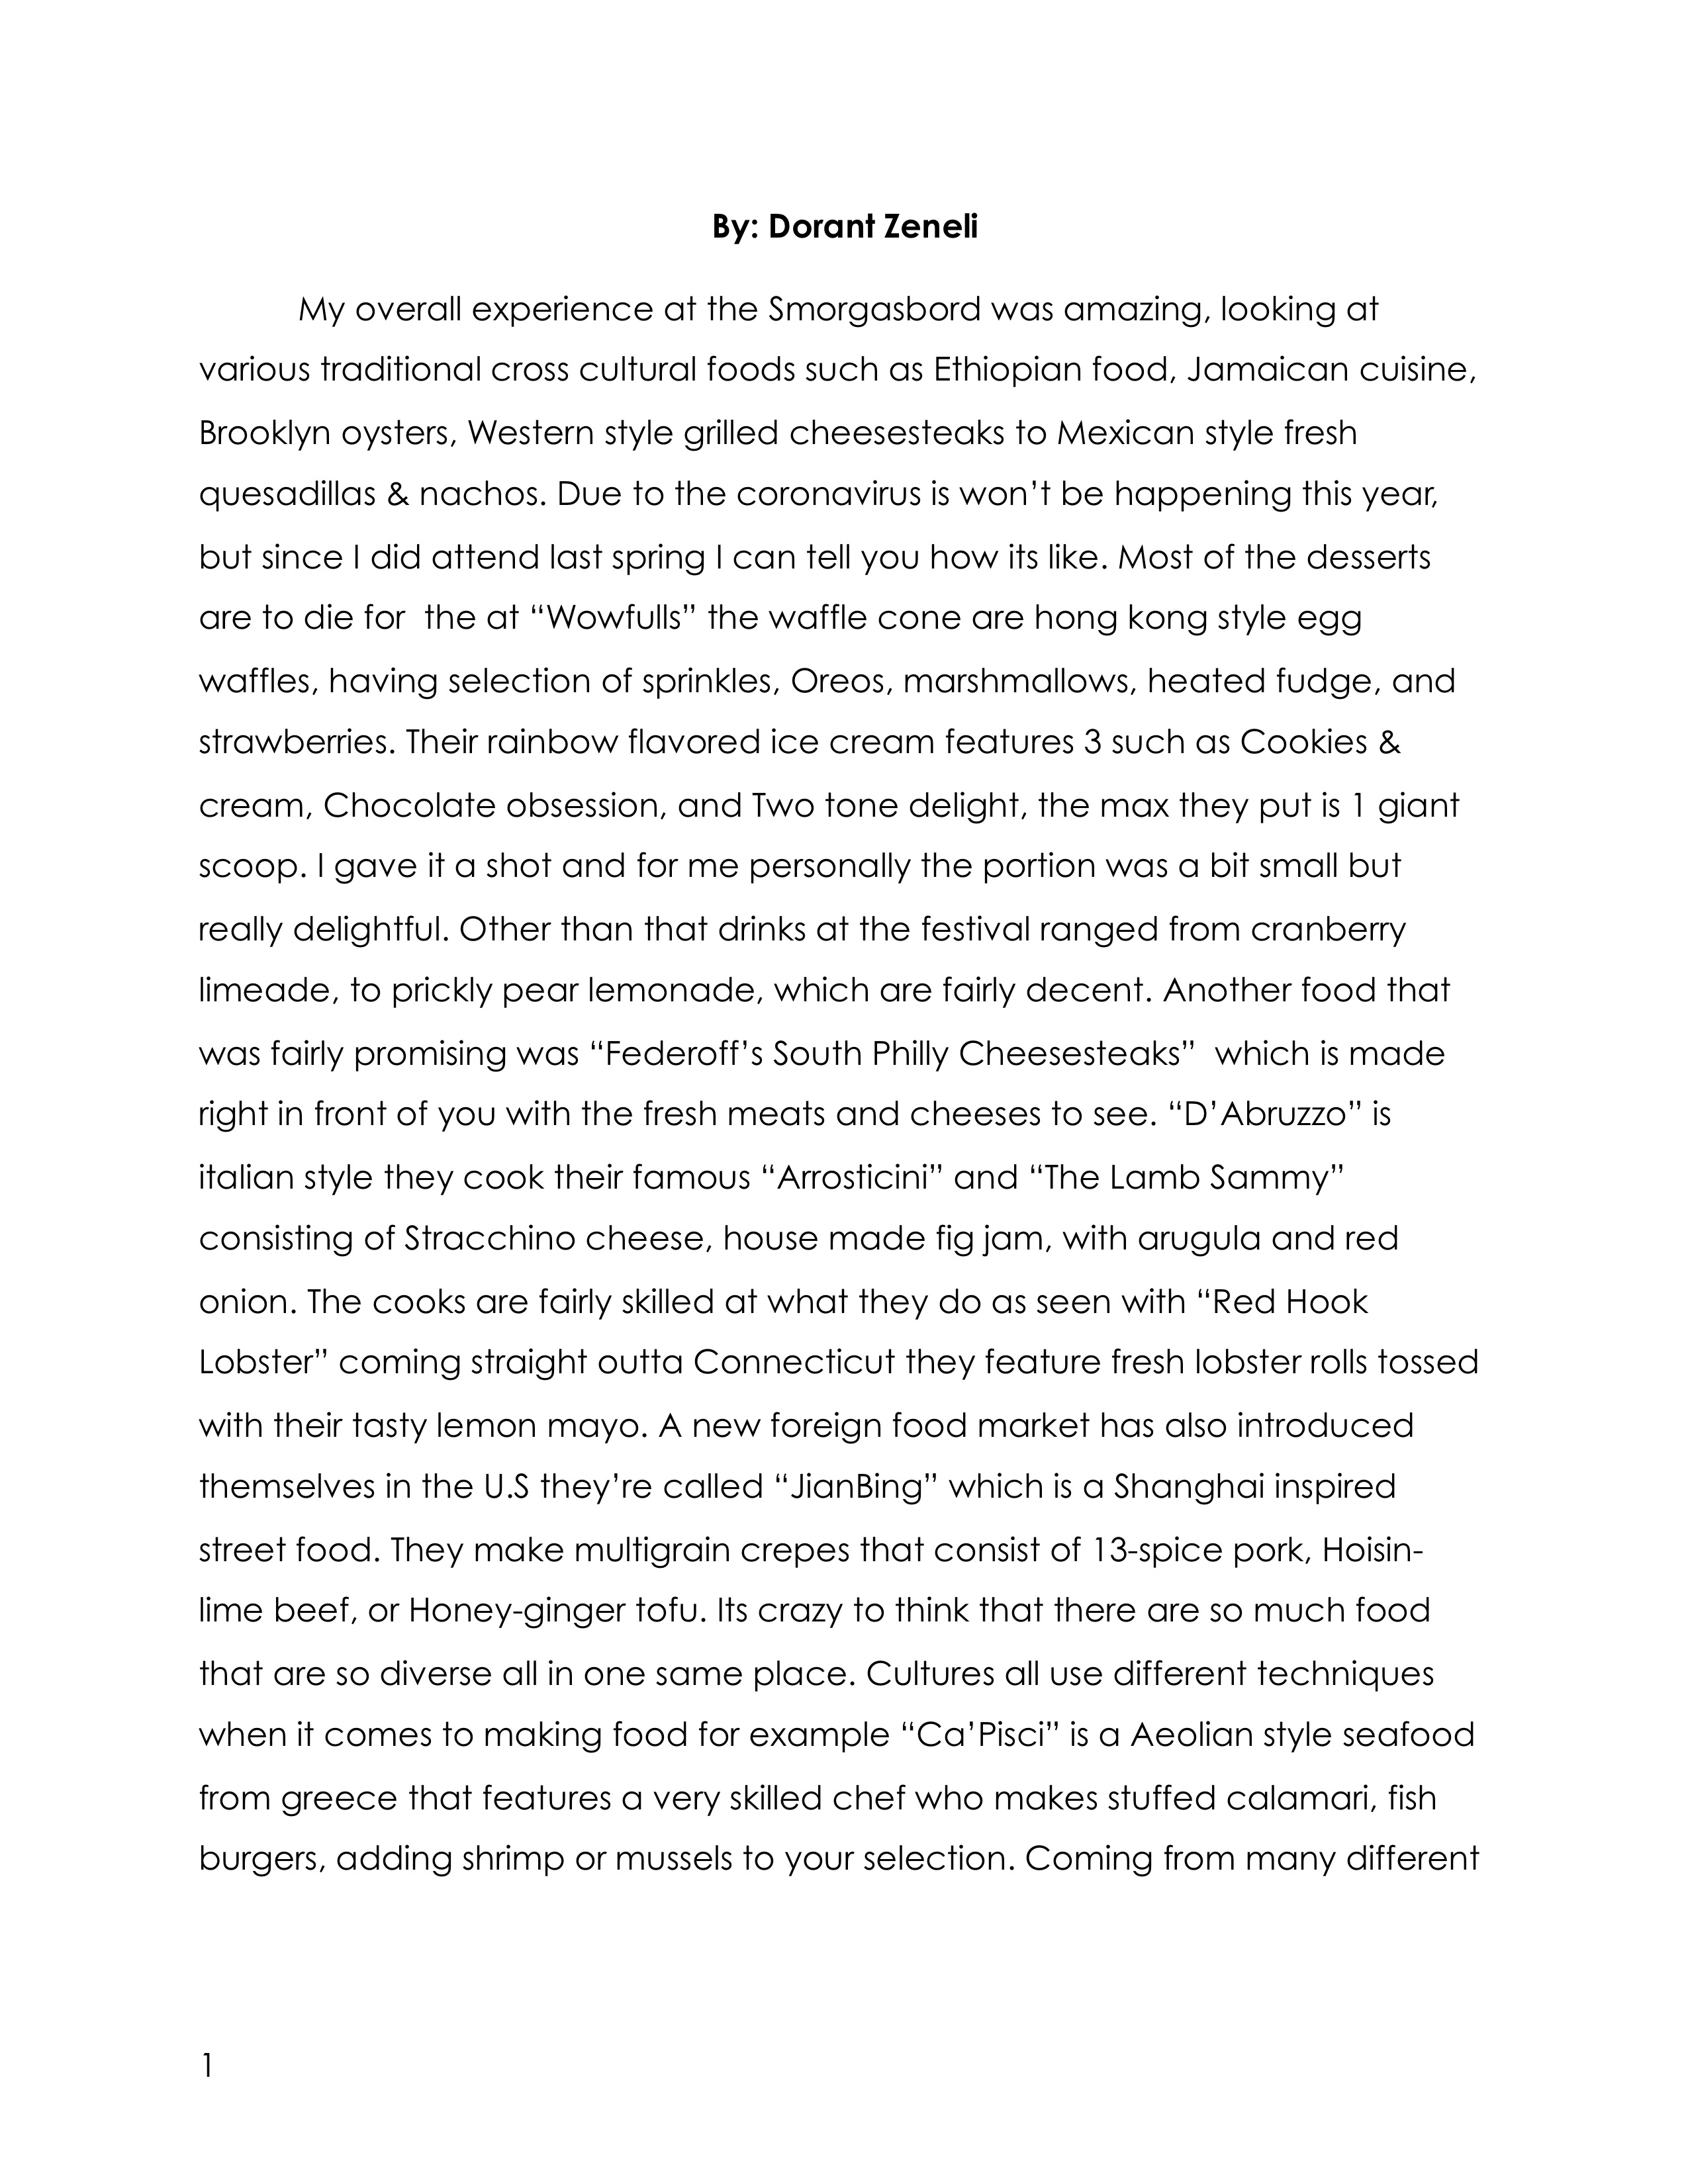 By: Dorant Zeneli
My overall experience at the Smorgasbord was amazing, looking at
various traditional cross cultural foods such as Ethiopian food, Jamaican cuisine,
Brooklyn oysters, Western style grilled cheesesteaks to Mexican style fresh
quesadillas & nachos. Due to the coronavirus is won’t be happening this year,
but since I did attend last spring I can tell you how its like. Most of the desserts
are to die for  the at “Wowfulls” the waffle cone are hong kong style egg
waffles, having selection of sprinkles, Oreos, marshmallows, heated fudge, and
strawberries. Their rainbow flavored ice cream features 3 such as Cookies &
cream, Chocolate obsession, and Two tone delight, the max they put is 1 giant
scoop. I gave it a shot and for me personally the portion was a bit small but
really delightful. Other than that drinks at the festival ranged from cranberry
limeade, to prickly pear lemonade, which are fairly decent. Another food that
was fairly promising was “Federoff’s South Philly Cheesesteaks”  which is made
right in front of you with the fresh meats and cheeses to see. “D’Abruzzo” is
italian style they cook their famous “Arrosticini” and “The Lamb Sammy”
consisting of Stracchino cheese, house made fig jam, with arugula and red
onion. The cooks are fairly skilled at what they do as seen with “Red Hook
Lobster” coming straight outta Connecticut they feature fresh lobster rolls tossed
with their tasty lemon mayo. A new foreign food market has also introduced
themselves in the U.S they’re called “JianBing” which is a Shanghai inspired
street food. They make multigrain crepes that consist of 13-spice pork, Hoisin-
lime beef, or Honey-ginger tofu. Its crazy to think that there are so much food
that are so diverse all in one same place. Cultures all use different techniques
when it comes to making food for example “Ca’Pisci” is a Aeolian style seafood
from greece that features a very skilled chef who makes stuffed calamari, fish
burgers, adding shrimp or mussels to your selection. Coming from many different
1